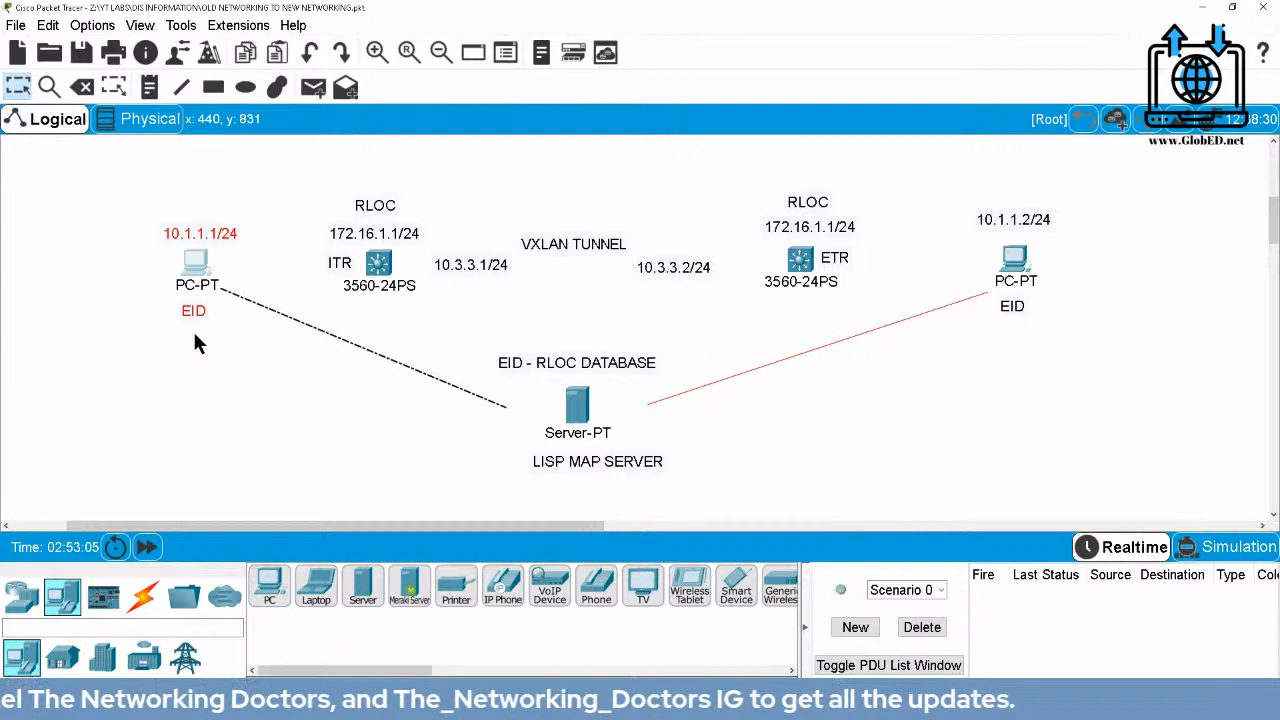 Cisco Packet Tracer - Z:\YT LABS\DIS INFORMATION\OLD NETWORKING TO NEW NETWORKING.pkt
File Edit Options View Tools Extensions Help
www.GlobED.net
Logical Physical x: 440, y: 831 [Root]
RLOC RLOC
10.1.1.1/24 172.16.1.1/24 VXLAN TUNNEL 172.16.1.1/24 10.1.1.2/24
ITR 10.3.3.1/24 10.3.3.2/24 ETR
PC-PT 3560-24PS 3560-24PS PC-PT
EID EID
EID - RLOC DATABASE
Server-PT
LISP MAP SERVER
Time: 02:53:05 Realtime Simulation
PC Laptop Server Meraki Server Printer IP Phone VoIP Device Phone TV Wireless Tablet Smart Device
Scenario 0 Fire Last Status Source Destination Type
New Delete
Toggle PDU List Window
el The Networking Doctors, and The_Networking_Doctors IG to get all the updates.